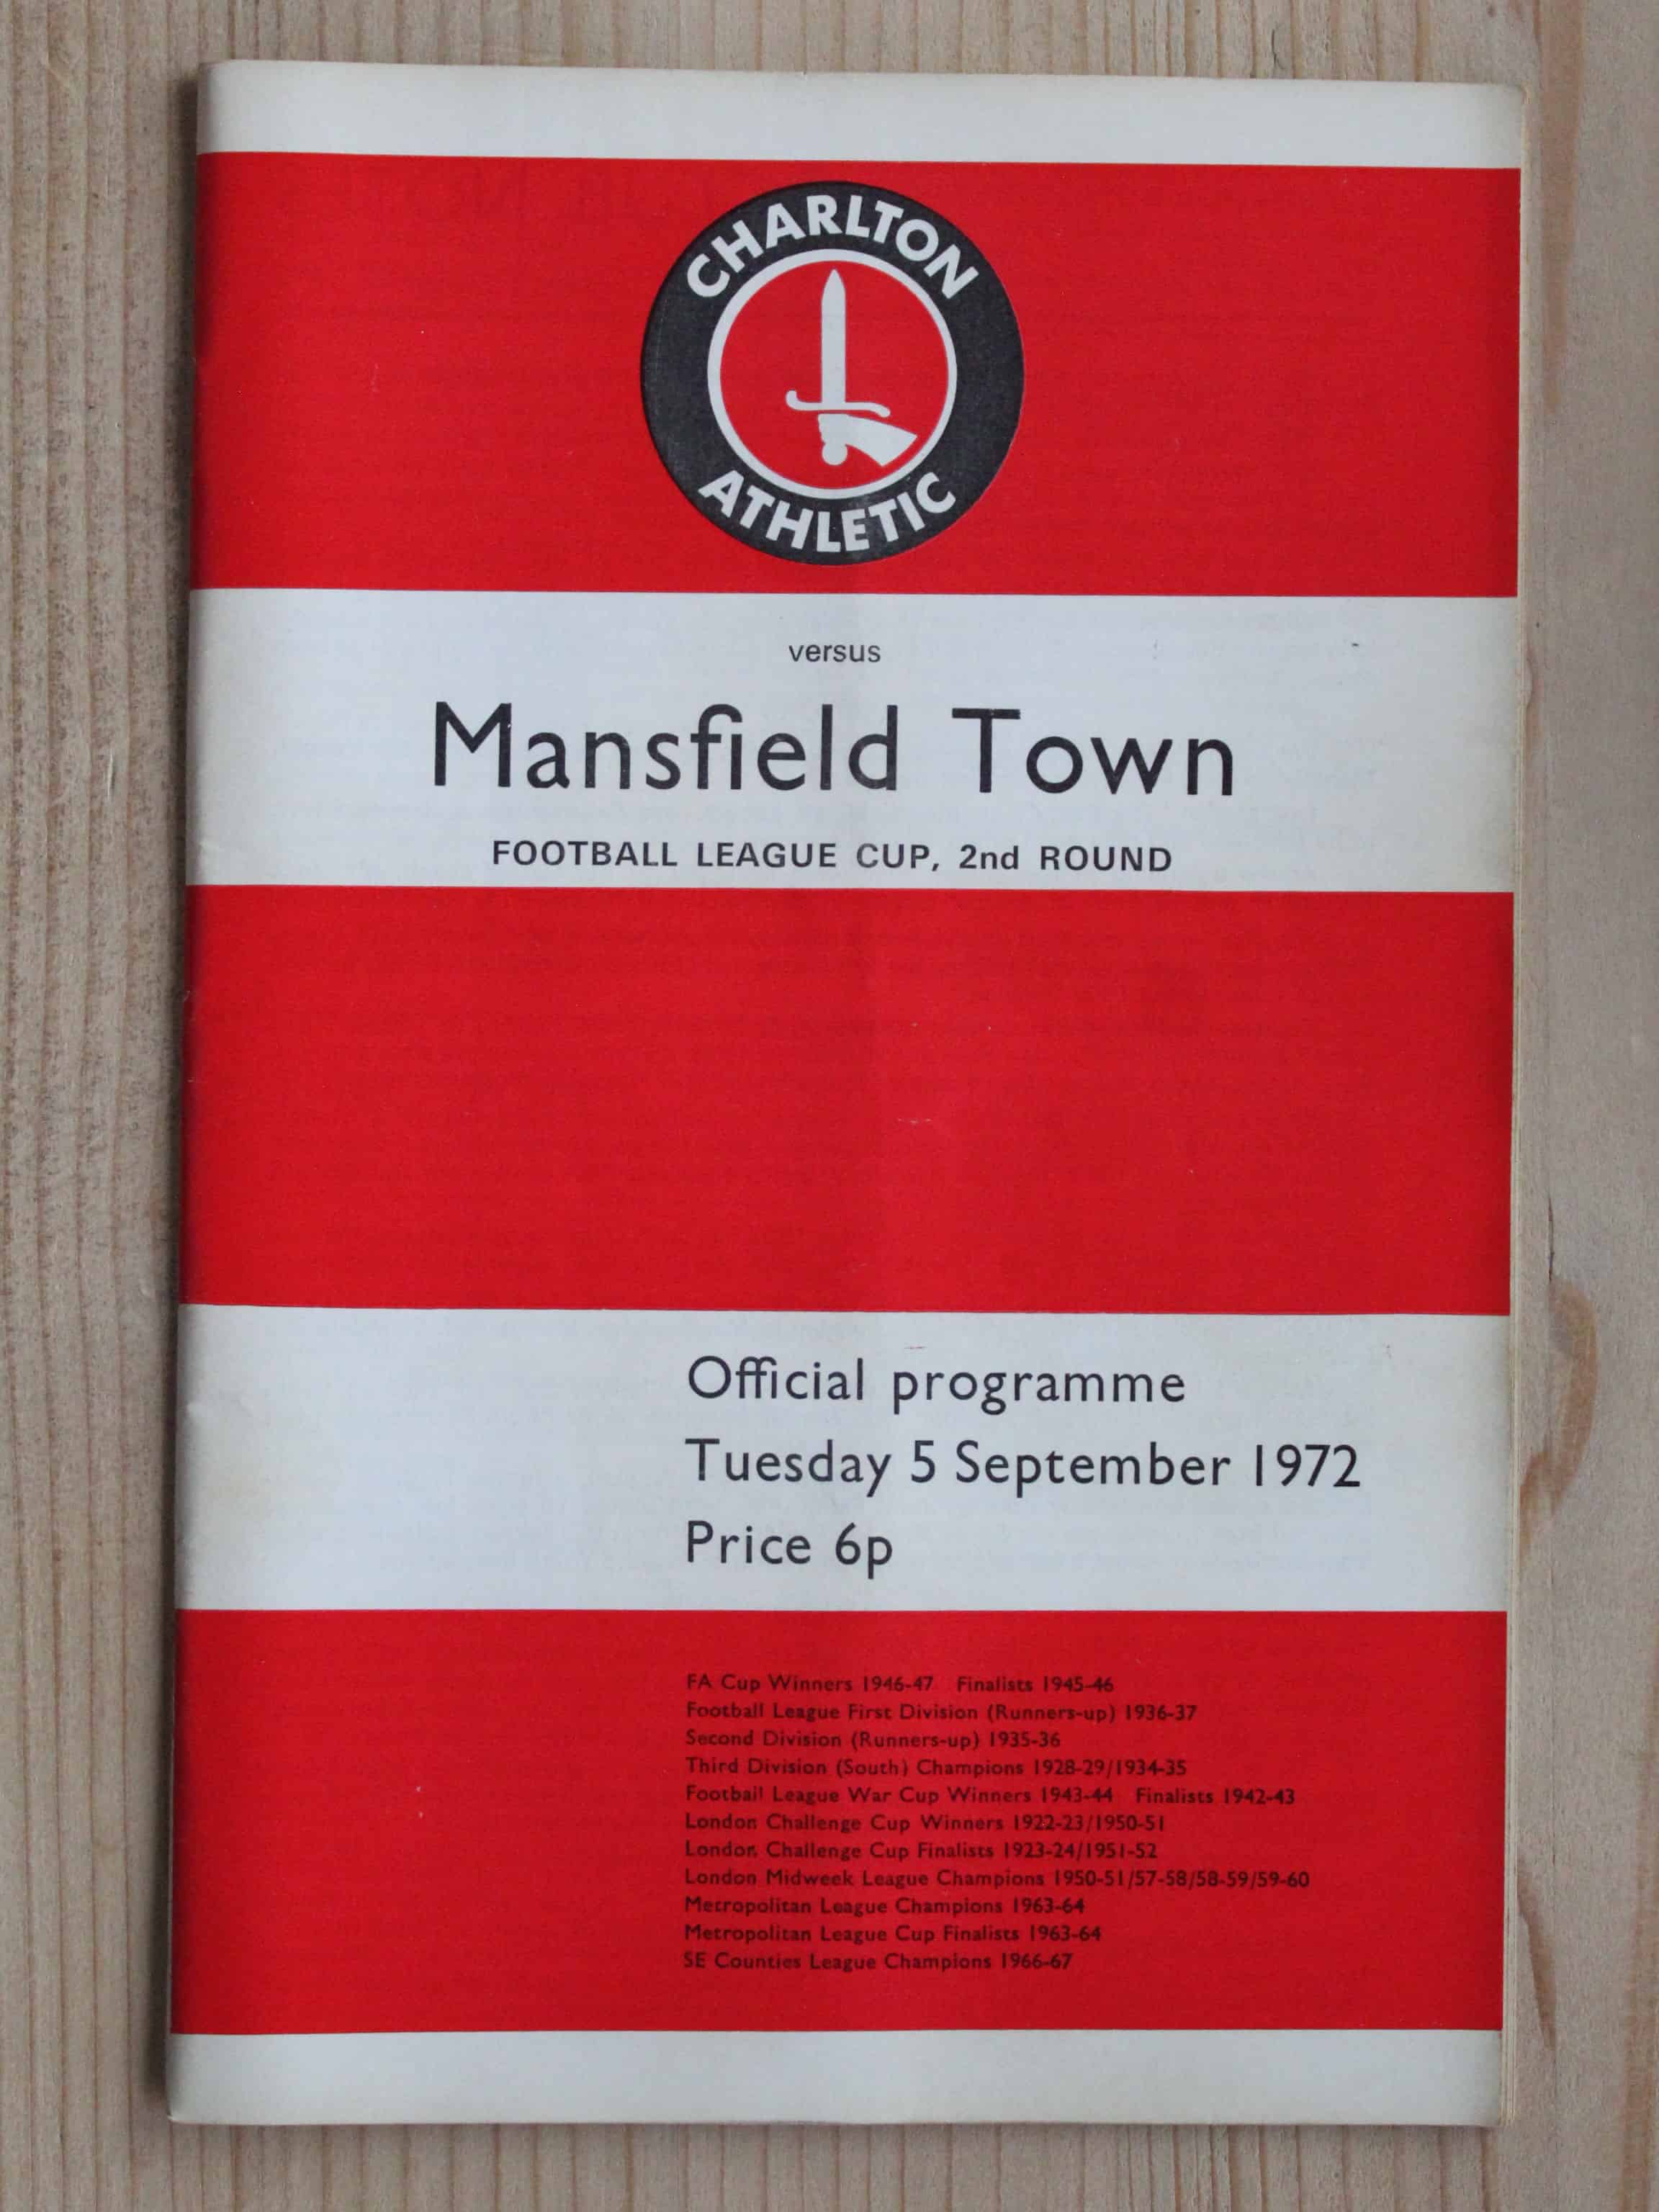 CHARLTON
ATHLETIC
versus
Mansfield Town
FOOTBALL LEAGUE CUP, 2nd ROUND
Official programme
Tuesday 5 September 1972
Price 6p
FA Cup Winners 1946-47 Finalists 1945-46
Football League First Division (Runners-up) 1936-37
Second Division (Runners-up) 1935-36
Third Division (South) Champions 1928-29/1934-35
Football League War Cup Winners 1943-44 Finalists 1942-43
London Challenge Cup Winners 1922-23/1950-51
London Challenge Cup Finalists 1923-24/1951-52
London Midweek League Champions 1950-51/57-58/58-59/59-60
Metropolitan League Champions 1963-64
Metropolitan League Cup Finalists 1963-64
SE Counties League Champions 1966-67